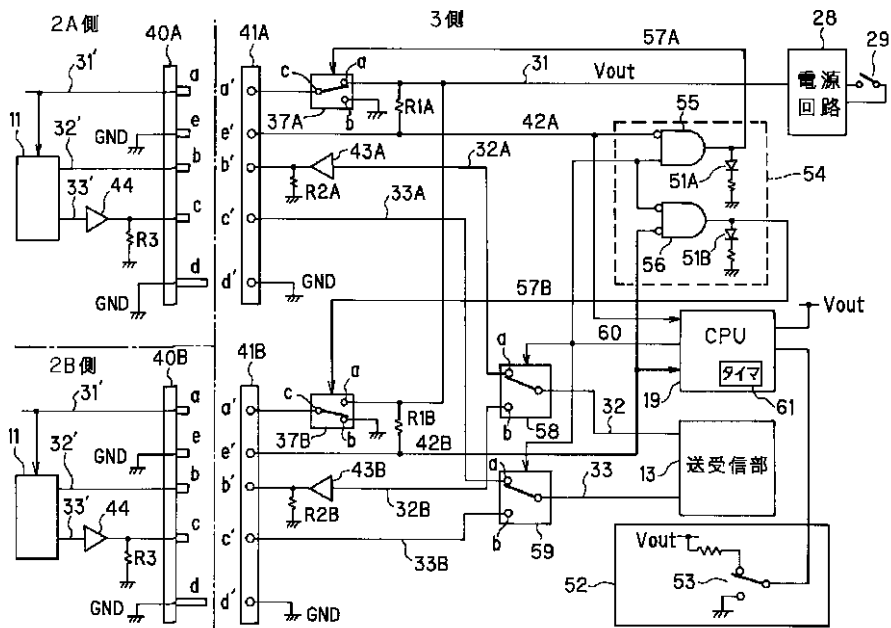 2A側
40A
41A
3側
57A
28
29
31'
a
a'
c
a
31
Vout
電源
回路
11
GND
e
e'
37A
b
R1A
42A
55
32'
b
b'
43A
32A
51A
54
33'
44
c
c'
R2A
33A
R3
56
51B
GND
d
d'
GND
57B
Vout
2B側
40B
41B
a
60
CPU
31'
a
a'
c
a
58
32
19
タイマ
61
b
37B
b
R1B
11
GND
e
e'
42B
a
33
13
送受信部
32'
b
b'
43B
32B
33'
44
c
c'
R2B
b
59
R3
33B
Vout
52
53
GND
d
d'
GND